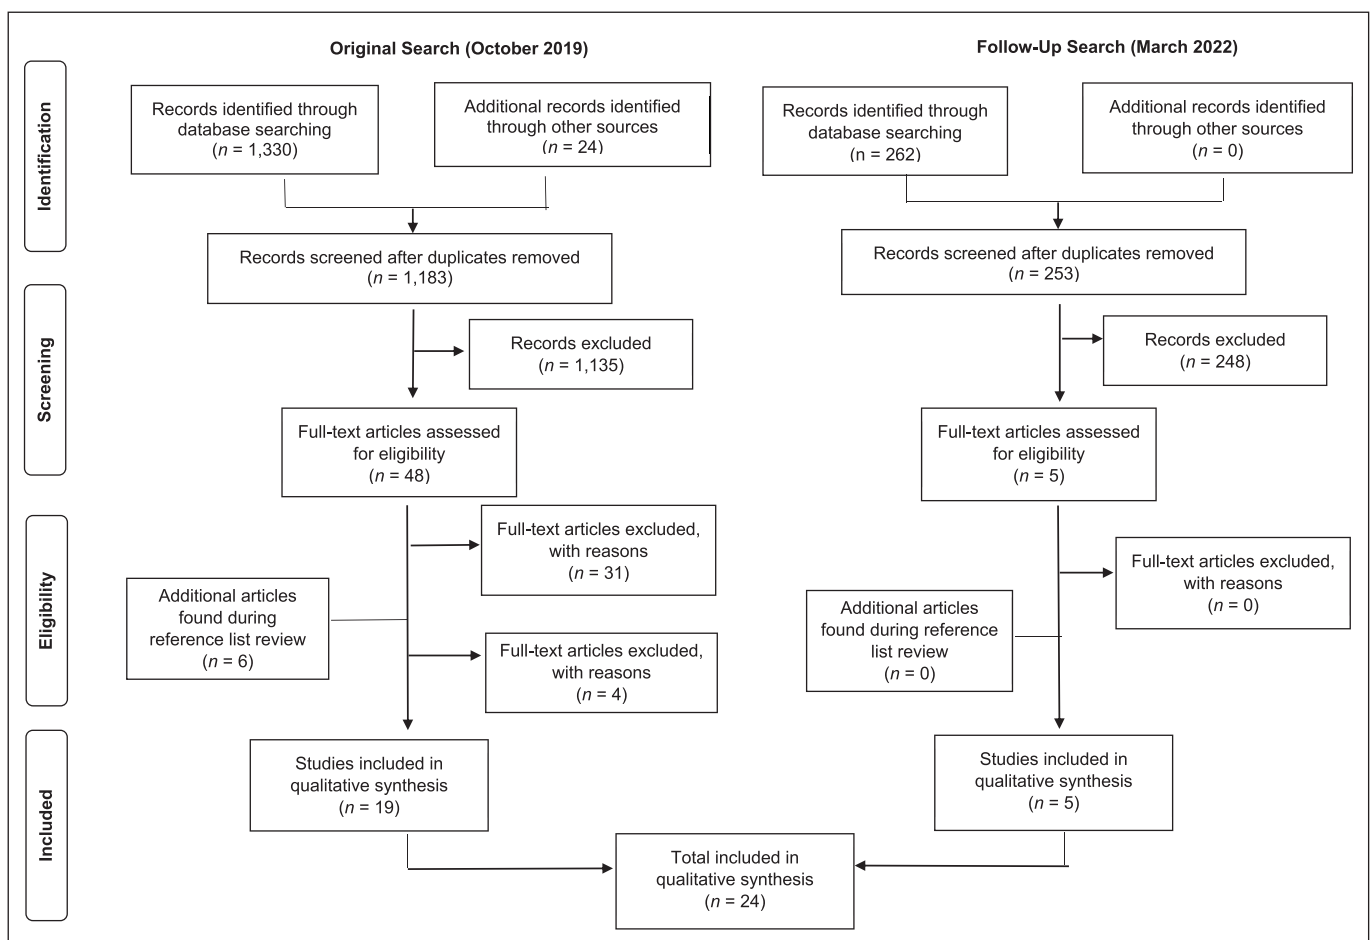 Original Search (October 2019)
Follow-Up Search (March 2022)
Identification
Records identified through
database searching
(n = 1,330)
Additional records identified
through other sources
(n = 24)
Records identified through
database searching
(n = 262)
Additional records identified
through other sources
(n = 0)
Records screened after duplicates removed
(n = 1,183)
Records screened after duplicates removed
(n = 253)
Screening
Records excluded
(n = 1,135)
Records excluded
(n = 248)
Full-text articles assessed
for eligibility
(n = 48)
Full-text articles assessed
for eligibility
(n = 5)
Eligibility
Full-text articles excluded,
with reasons
(n = 31)
Additional articles
found during
reference list review
(n = 6)
Full-text articles excluded,
with reasons
(n = 4)
Full-text articles excluded,
with reasons
(n = 0)
Additional articles
found during reference
list review
(n = 0)
Included
Studies included in
qualitative synthesis
(n = 19)
Studies included in
qualitative synthesis
(n = 5)
Total included in
qualitative synthesis
(n = 24)